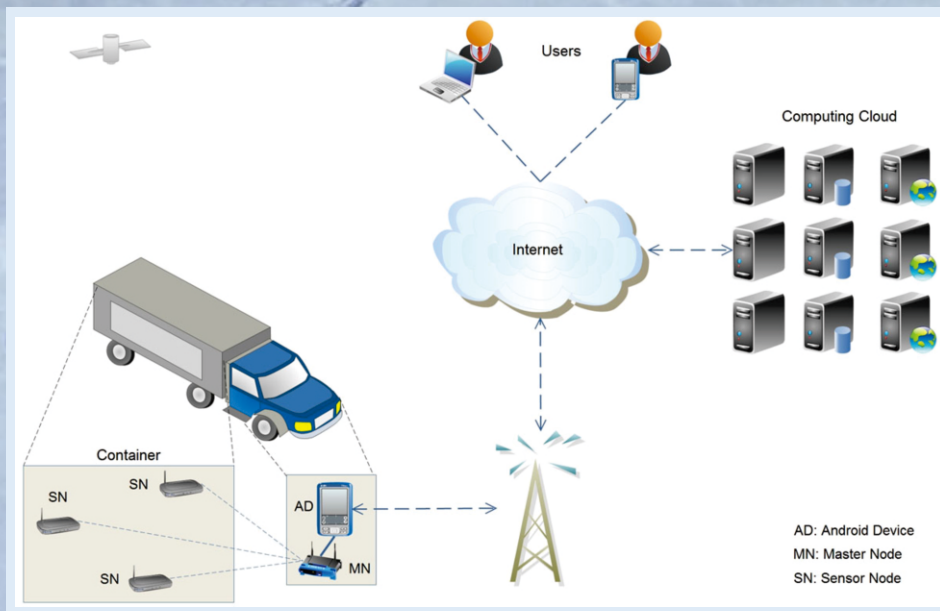 Users
Computing Cloud
Internet
Container
SN
SN
AD
SN
MN
AD: Android Device
MN: Master Node
SN: Sensor Node